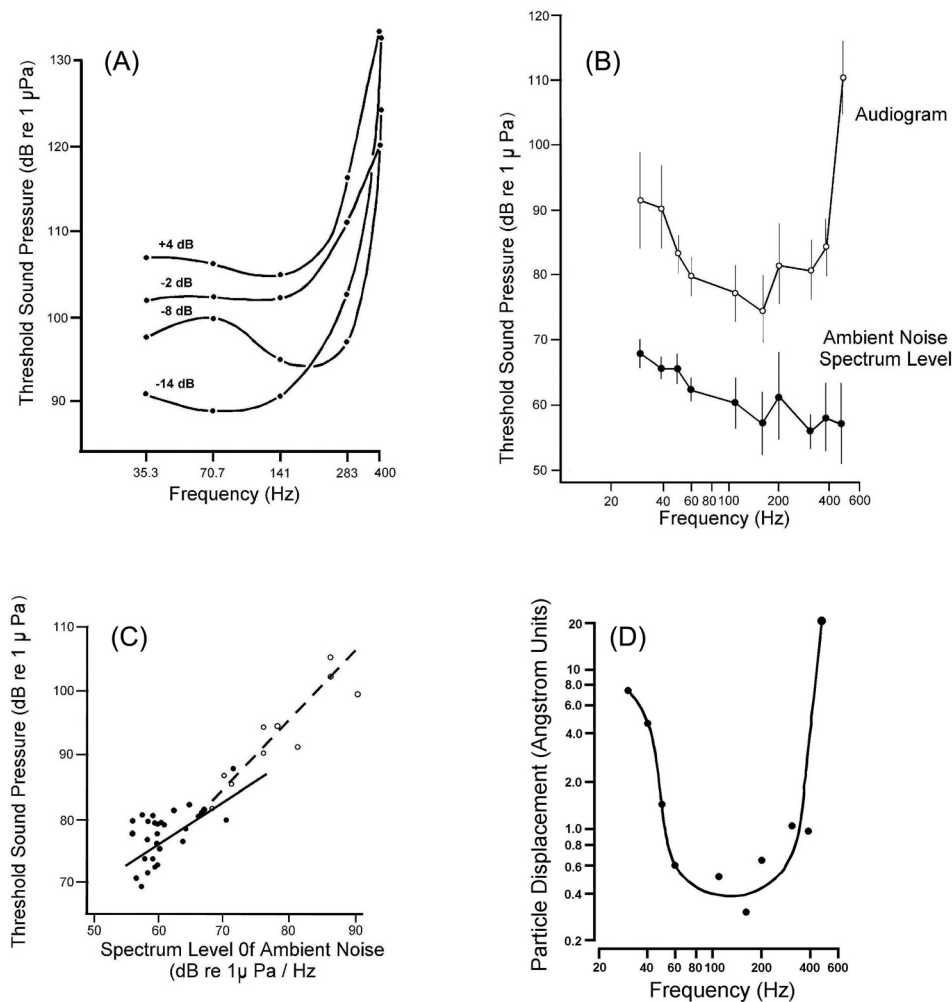 (A)
Threshold Sound Pressure (dB re 1 µPa)
130
120
110
100
90
+4 dB
-2 dB
-8 dB
-14 dB
35.3 70.7 141 283 400
Frequency (Hz)
(B)
Threshold Sound Pressure (dB re 1 µ Pa)
120
110
100
90
80
70
60
50
Audiogram
Ambient Noise
Spectrum Level
20 40 60 80 100 200 400 600
Frequency (Hz)
(C)
Threshold Sound Pressure (dB re 1 µ Pa)
110
100
90
80
70
50 60 70 80 90
Spectrum Level 0f Ambient Noise
(dB re 1µ Pa / Hz
(D)
Particle Displacement (Angstrom Units)
20
10
8.0
6.0
4.0
2.0
1.0
0.8
0.6
0.4
0.2
20 40 60 80 100 200 400 600
Frequency (Hz)